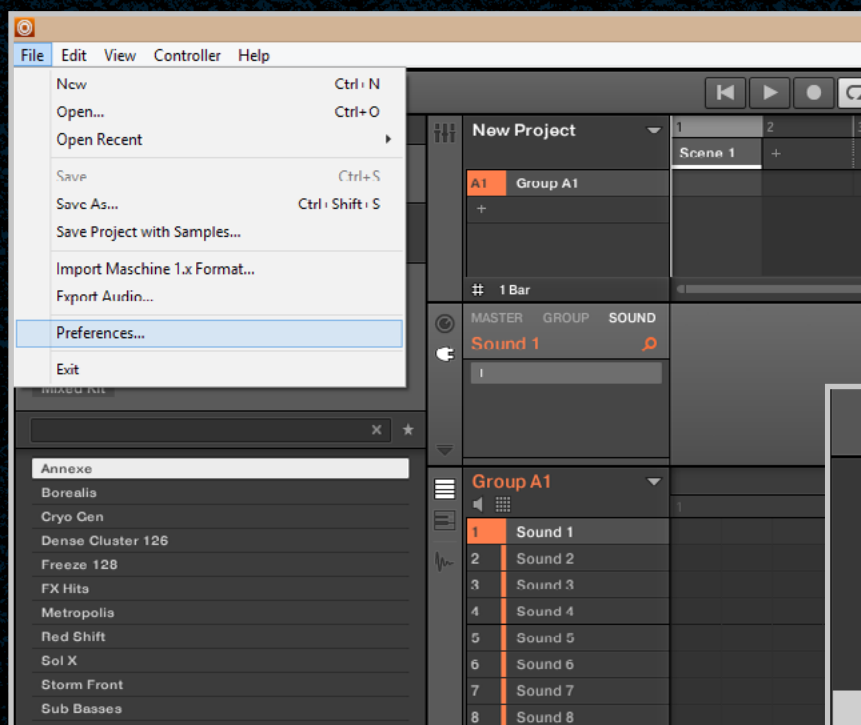 File Edit View Controller Help
New Ctrl+N
Open... Ctrl+O
Open Recent
Save Ctrl+S
Save As... Ctrl+Shift+S
Save Project with Samples...
Import Maschine 1.x Format...
Export Audio...
Preferences...
Exit
Mixed Kit
Annexe
Borealis
Cryo Gen
Dense Cluster 126
Freeze 128
FX Hits
Metropolis
Red Shift
Sol X
Storm Front
Sub Basses
New Project
1 2
Scene 1 +
A1 Group A1
+
1 Bar
MASTER GROUP SOUND
Sound 1
Group A1
1
1 Sound 1
2 Sound 2
3 Sound 3
4 Sound 4
5 Sound 5
6 Sound 6
7 Sound 7
8 Sound 8